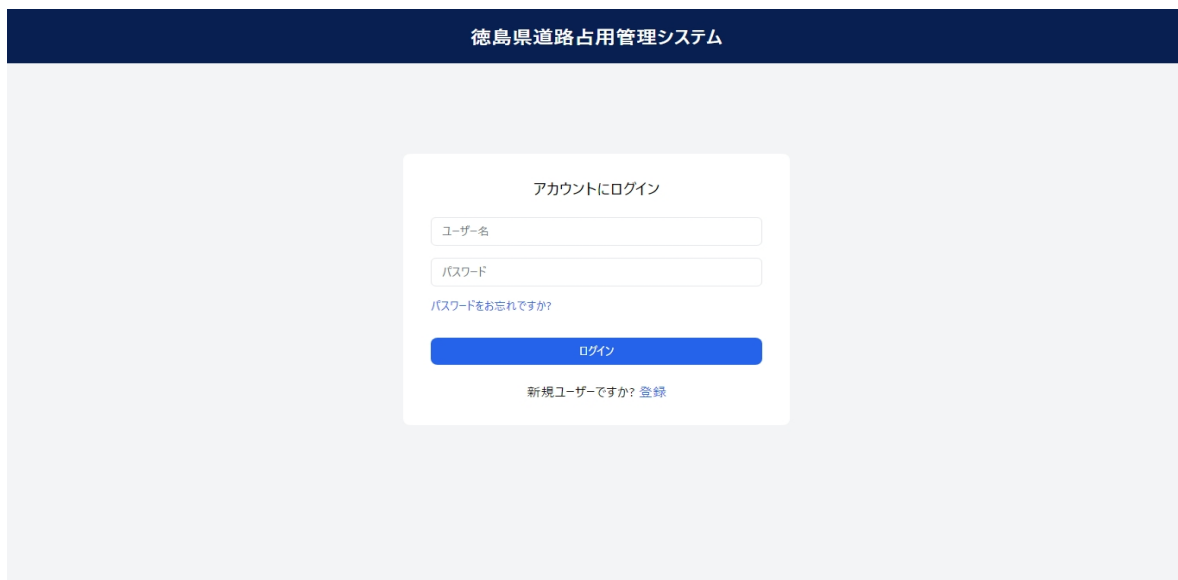 徳島県道路占用管理システム
アカウントにログイン
ユーザー名
パスワード
パスワードをお忘れですか?
ログイン
新規ユーザーですか? 登録